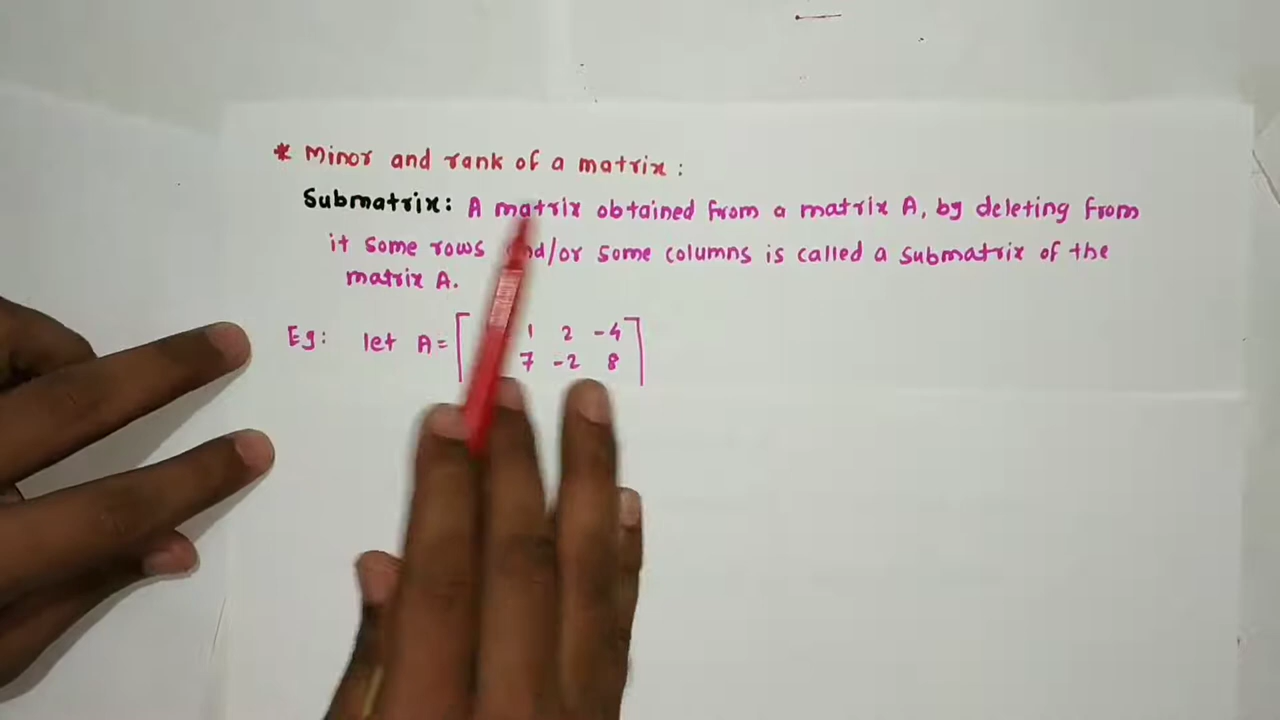 * Minor and rank of a matrix :
Submatrix: A matrix obtained from a matrix A, by deleting from
it some rows and/or some columns is called a submatrix of the
matrix A.
Eg: let A= [ 1 2 -4
7 -2 8 ]